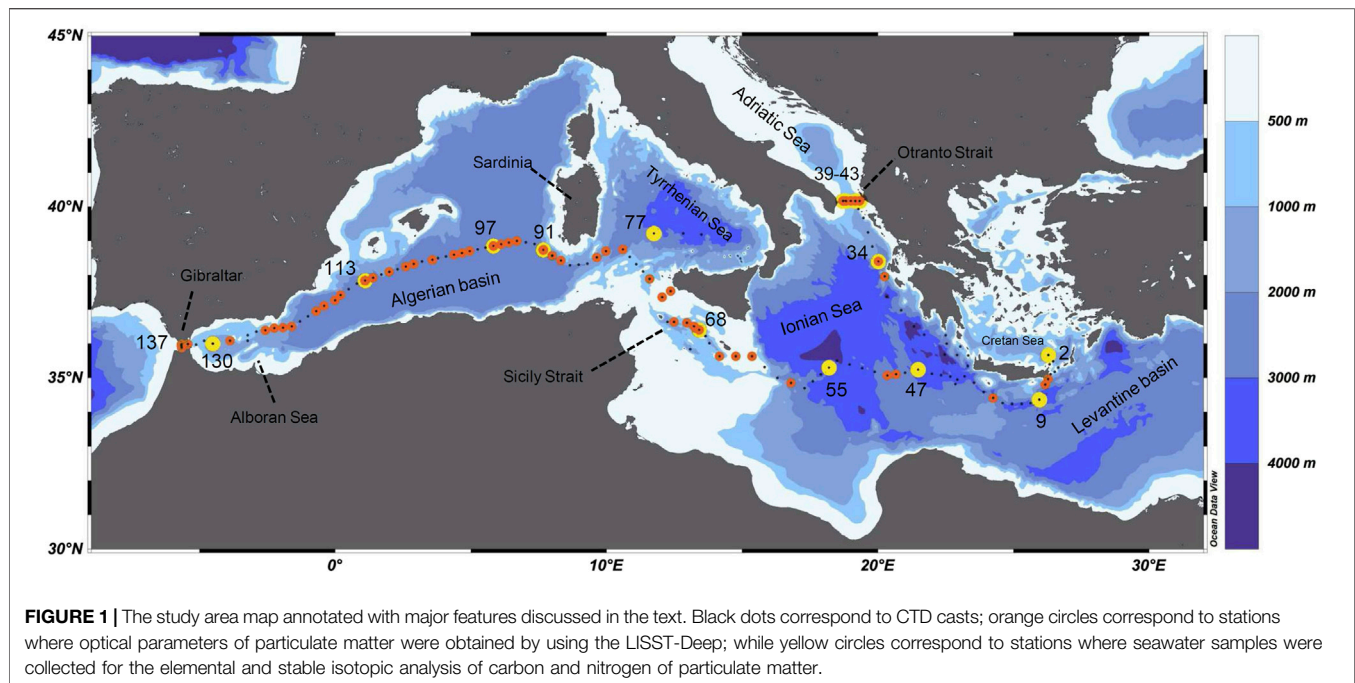 45°N
40°N
35°N
30°N
0°
10°E
20°E
30°E
Adriatic Sea
Otranto Strait
39-43
Sardinia
Tyrrhenian Sea
77
97
91
34
113
Gibraltar
Algerian basin
Ionian Sea
68
Cretan Sea
2
137
130
Sicily Strait
55
47
9
Levantine basin
Alboran Sea
500 m
1000 m
2000 m
3000 m
4000 m
Ocean Data View
FIGURE 1 | The study area map annotated with major features discussed in the text. Black dots correspond to CTD casts; orange circles correspond to stations
where optical parameters of particulate matter were obtained by using the LISST-Deep; while yellow circles correspond to stations where seawater samples were
collected for the elemental and stable isotopic analysis of carbon and nitrogen of particulate matter.